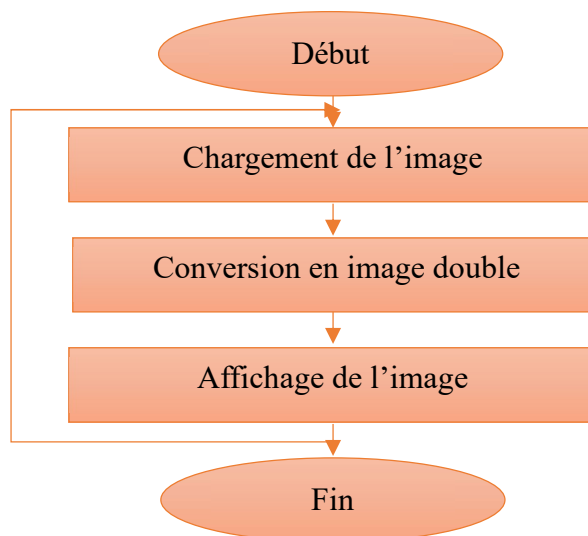 Début
Chargement de l’image
Conversion en image double
Affichage de l’image
Fin